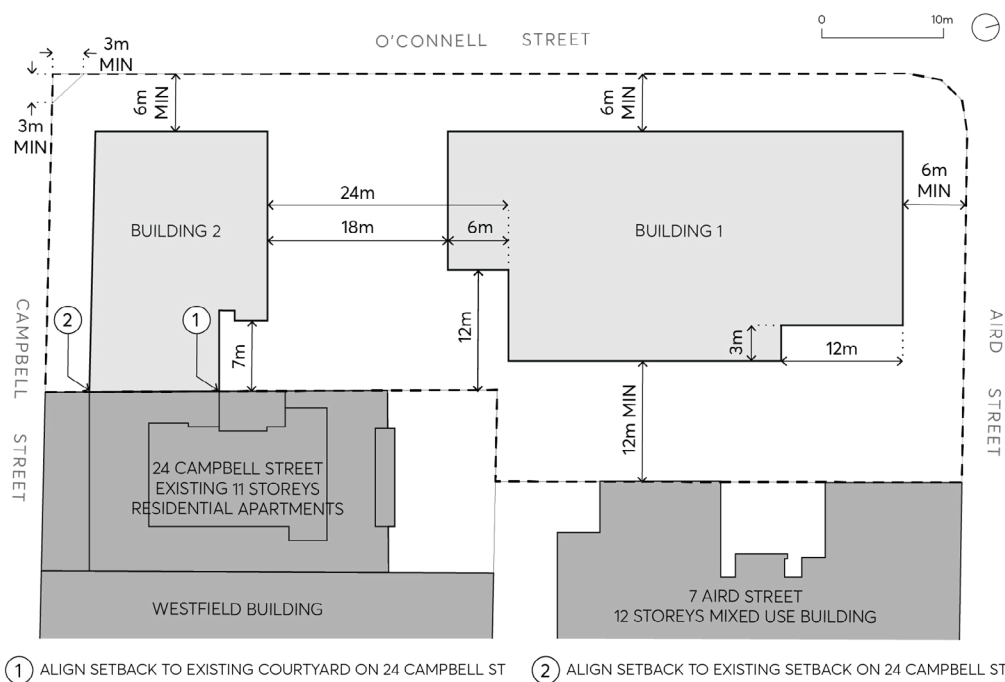 0 10m
O'CONNELL STREET
3m
MIN
3m
MIN
6m
MIN
6m
MIN
6m
MIN
24m
18m
6m
BUILDING 2
BUILDING 1
CAMPBELL STREET
AIRD STREET
2
1
7m
12m
3m
12m
12m MIN
24 CAMPBELL STREET
EXISTING 11 STOREYS
RESIDENTIAL APARTMENTS
WESTFIELD BUILDING
7 AIRD STREET
12 STOREYS MIXED USE BUILDING
1 ALIGN SETBACK TO EXISTING COURTYARD ON 24 CAMPBELL ST
2 ALIGN SETBACK TO EXISTING SETBACK ON 24 CAMPBELL ST